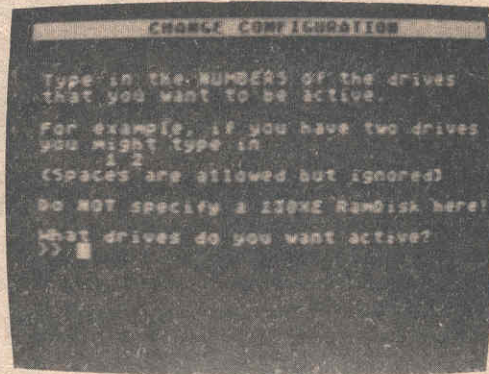 CHANGE CONFIGURATION
Type in the NUMBERS of the drives
that you want to be active.
For example, if you have two drives
you might type in
1 2
(Spaces are allowed but ignored)
Do NOT specify a 130XE RamDisk here!
What drives do you want active?
>>